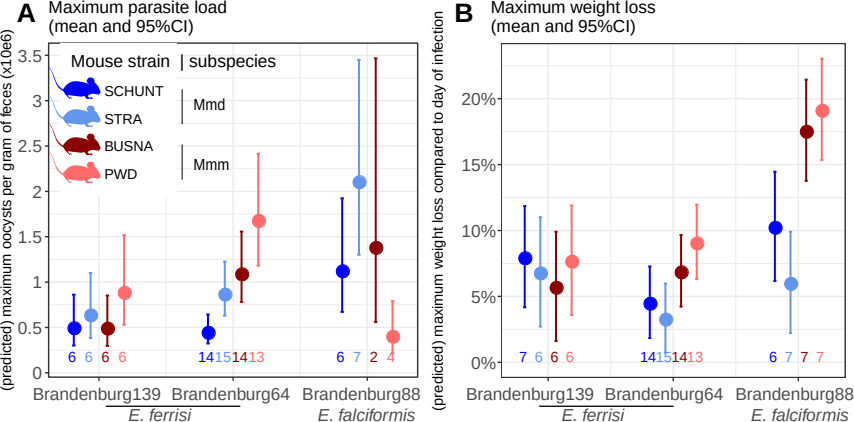 A Maximum parasite load
(mean and 95%CI)
(predicted) maximum oocysts per gram of feces (x10e6)
3.5
3
2.5
2
1.5
1
0.5
0
Mouse strain | subspecies
SCHUNT
STRA
Mmd
BUSNA
PWD
Mmm
6 6 6 6 14 15 14 13 6 7 2 4
Brandenburg139 Brandenburg64 Brandenburg88
E. ferrisi E. falciformis
B Maximum weight loss
(mean and 95%CI)
(predicted) maximum weight loss compared to day of infection
20%
15%
10%
5%
0%
7 6 6 6 14 15 14 13 6 7 7 7
Brandenburg139 Brandenburg64 Brandenburg88
E. ferrisi E. falciformis